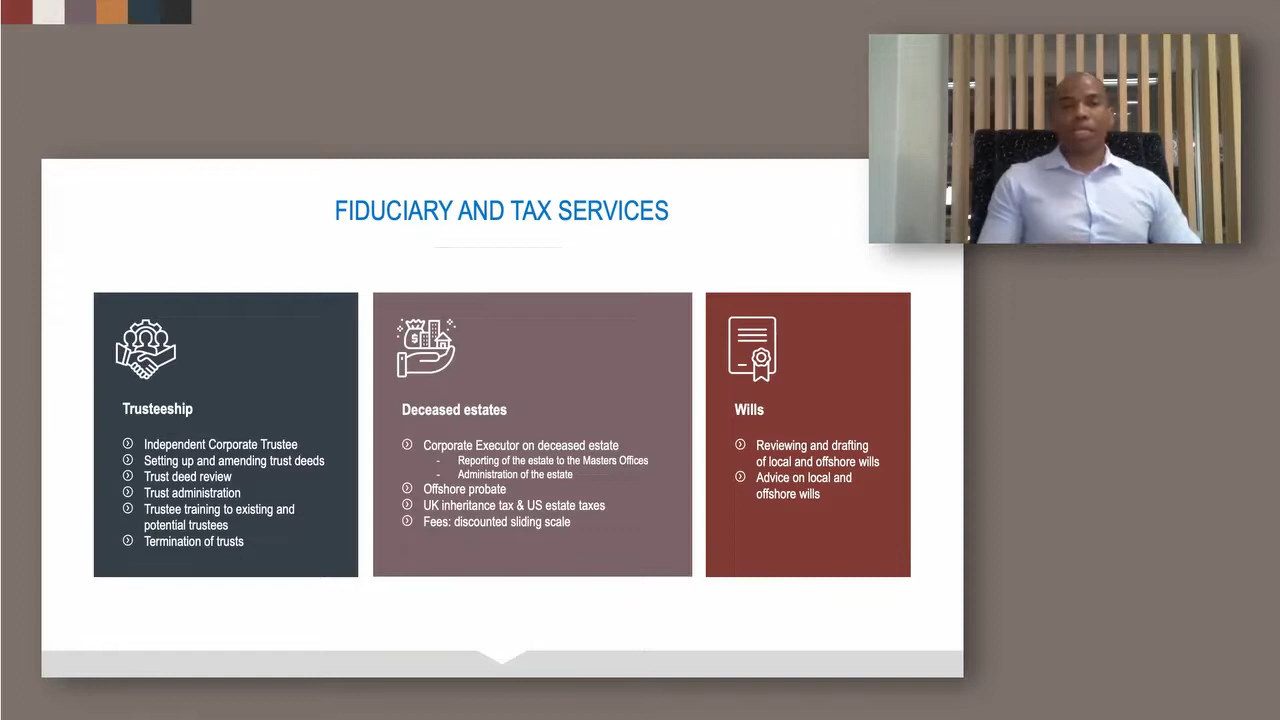 FIDUCIARY AND TAX SERVICES
Trusteeship
Independent Corporate Trustee
Setting up and amending trust deeds
Trust deed review
Trust administration
Trustee training to existing and
potential trustees
Termination of trusts
Deceased estates
Corporate Executor on deceased estate
- Reporting of the estate to the Masters Offices
- Administration of the estate
Offshore probate
UK inheritance tax & US estate taxes
Fees: discounted sliding scale
Wills
Reviewing and drafting
of local and offshore wills
Advice on local and
offshore wills